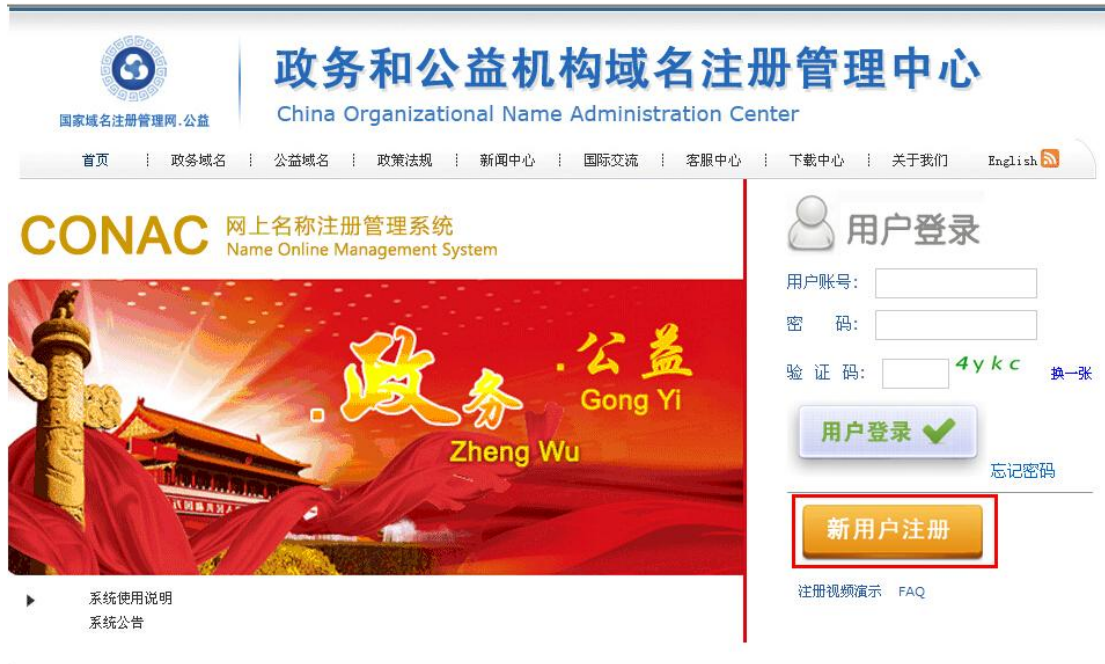 政务和公益机构域名注册管理中心
China Organizational Name Administration Center
国家域名注册管理网.公益
首页 政务域名 公益域名 政策法规 新闻中心 国际交流 客服中心 下载中心 关于我们 English
CONAC 网上名称注册管理系统
Name Online Management System
.政务
Zheng Wu
.公益
Gong Yi
用户登录
用户账号:
密 码:
验 证 码: 4ykc 换一张
用户登录
忘记密码
新用户注册
注册视频演示 FAQ
系统使用说明
系统公告